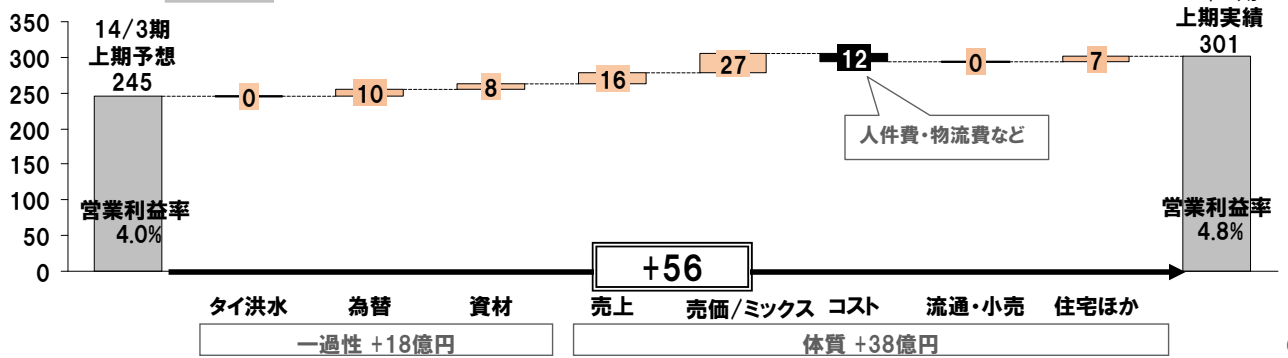 350
300
250
200
150
100
50
0
14/3期
上期予想
245
営業利益率
4.0%
0
10
8
16
27
12
0
7
人件費・物流費など
上期実績
301
営業利益率
4.8%
+56
タイ洪水 為替 資材 売上 売価/ミックス コスト 流通・小売 住宅ほか
一過性 +18億円 体質 +38億円